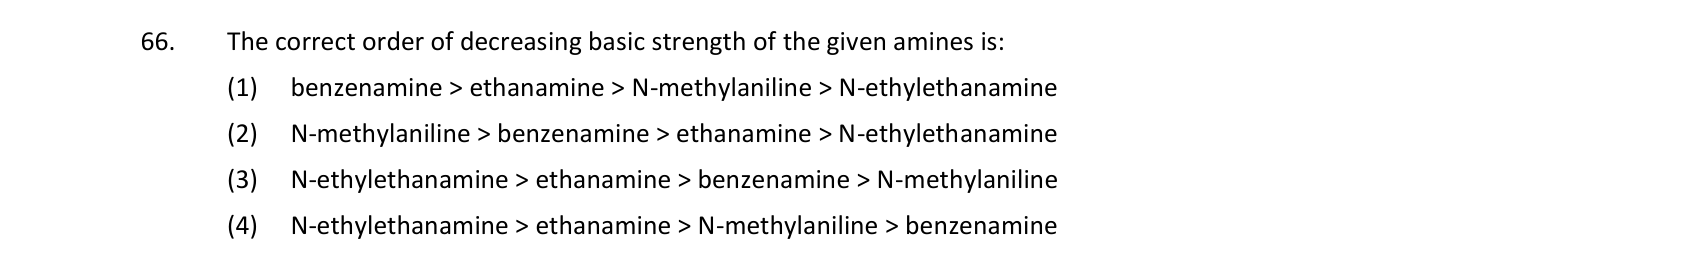 66. The correct order of decreasing basic strength of the given amines is:
(1) benzenamine > ethanamine > N-methylaniline > N-ethylethanamine
(2) N-methylaniline > benzenamine > ethanamine > N-ethylethanamine
(3) N-ethylethanamine > ethanamine > benzenamine > N-methylaniline
(4) N-ethylethanamine > ethanamine > N-methylaniline > benzenamine